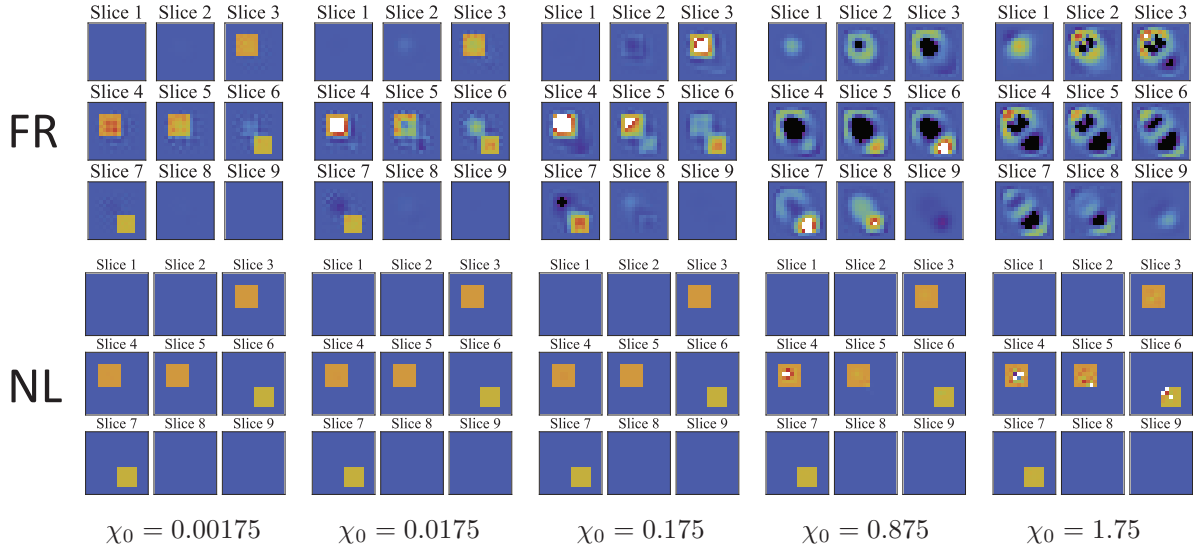 Slice 1 Slice 2 Slice 3 Slice 1 Slice 2 Slice 3 Slice 1 Slice 2 Slice 3 Slice 1 Slice 2 Slice 3 Slice 1 Slice 2 Slice 3
FR
Slice 4 Slice 5 Slice 6 Slice 4 Slice 5 Slice 6 Slice 4 Slice 5 Slice 6 Slice 4 Slice 5 Slice 6 Slice 4 Slice 5 Slice 6
Slice 7 Slice 8 Slice 9 Slice 7 Slice 8 Slice 9 Slice 7 Slice 8 Slice 9 Slice 7 Slice 8 Slice 9 Slice 7 Slice 8 Slice 9
Slice 1 Slice 2 Slice 3 Slice 1 Slice 2 Slice 3 Slice 1 Slice 2 Slice 3 Slice 1 Slice 2 Slice 3 Slice 1 Slice 2 Slice 3
NL
Slice 4 Slice 5 Slice 6 Slice 4 Slice 5 Slice 6 Slice 4 Slice 5 Slice 6 Slice 4 Slice 5 Slice 6 Slice 4 Slice 5 Slice 6
Slice 7 Slice 8 Slice 9 Slice 7 Slice 8 Slice 9 Slice 7 Slice 8 Slice 9 Slice 7 Slice 8 Slice 9 Slice 7 Slice 8 Slice 9
χ₀ = 0.00175 χ₀ = 0.0175 χ₀ = 0.175 χ₀ = 0.875 χ₀ = 1.75